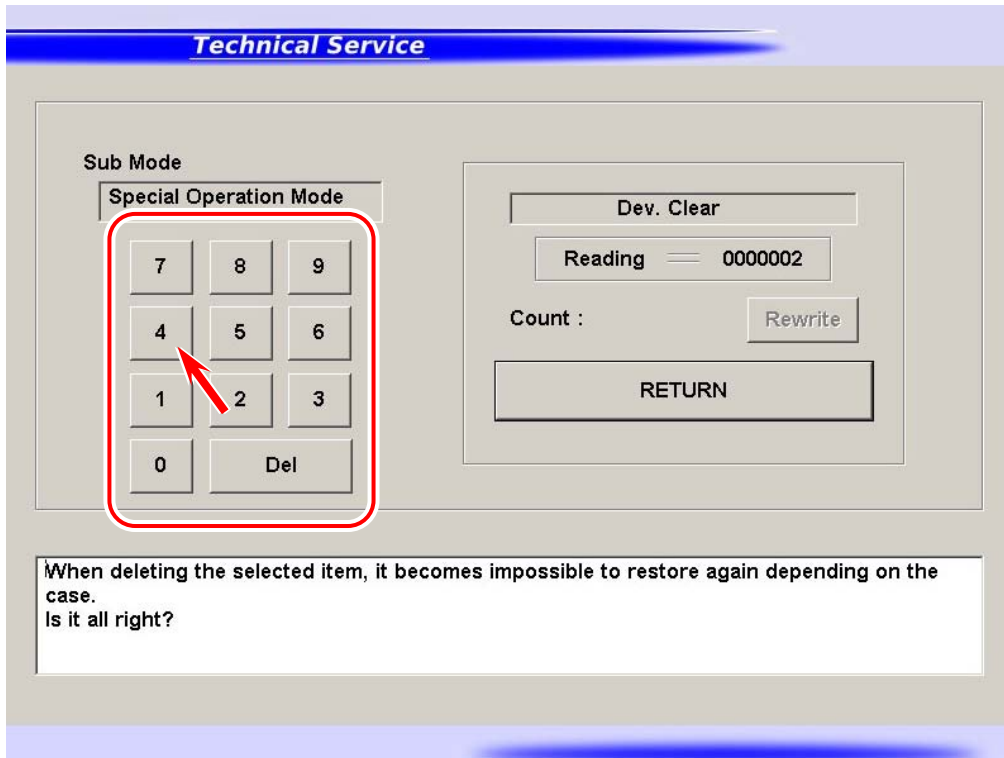 Technical Service
Sub Mode
Special Operation Mode
7 8 9
4 5 6
1 2 3
0 Del
Dev. Clear
Reading 0000002
Count : Rewrite
RETURN
When deleting the selected item, it becomes impossible to restore again depending on the
case.
Is it all right?